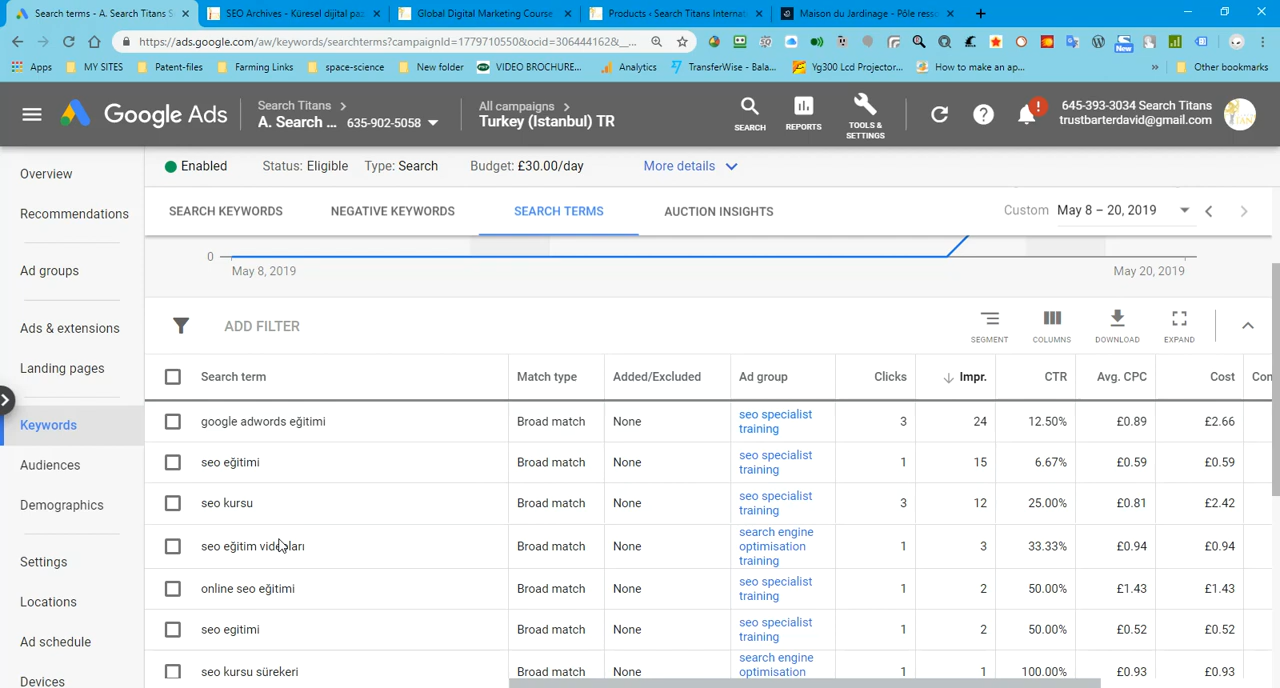 Search terms - A. Search Titans S
SEO Archives - Küresel dijital paz
Global Digital Marketing Course
Products ‹ Search Titans Internat
Maison du Jardinage - Pôle ress
https://ads.google.com/aw/keywords/searchterms?campaignId=1779710550&ocid=306444162&__...
Apps
MY SITES
Patent-files
Farming Links
space-science
New folder
VIDEO BROCHURE...
Analytics
TransferWise - Bala...
Yg300 Lcd Projector...
How to make an ap...
»
Other bookmarks
New
Google Ads
Search Titans >
A. Search ... 635-902-5058
All campaigns >
Turkey (Istanbul) TR
SEARCH
REPORTS
TOOLS &
SETTINGS
!
645-393-3034 Search Titans
trustbarterdavid@gmail.com
Enabled Status: Eligible Type: Search Budget: £30.00/day More details
Overview
Recommendations
Ad groups
Ads & extensions
Landing pages
Keywords
Audiences
Demographics
Settings
Locations
Ad schedule
Devices
SEARCH KEYWORDS NEGATIVE KEYWORDS SEARCH TERMS AUCTION INSIGHTS
Custom May 8 – 20, 2019
0
May 8, 2019 May 20, 2019
ADD FILTER
SEGMENT COLUMNS DOWNLOAD EXPAND
Search term Match type Added/Excluded Ad group Clicks Impr. CTR Avg. CPC Cost Con
google adwords eğitimi Broad match None seo specialist training 3 24 12.50% £0.89 £2.66
seo eğitimi Broad match None seo specialist training 1 15 6.67% £0.59 £0.59
seo kursu Broad match None seo specialist training 3 12 25.00% £0.81 £2.42
seo eğitim videoları Broad match None search engine optimisation training 1 3 33.33% £0.94 £0.94
online seo eğitimi Broad match None seo specialist training 1 2 50.00% £1.43 £1.43
seo egitimi Broad match None seo specialist training 1 2 50.00% £0.52 £0.52
seo kursu sürekeri Broad match None search engine optimisation 1 1 100.00% £0.93 £0.93